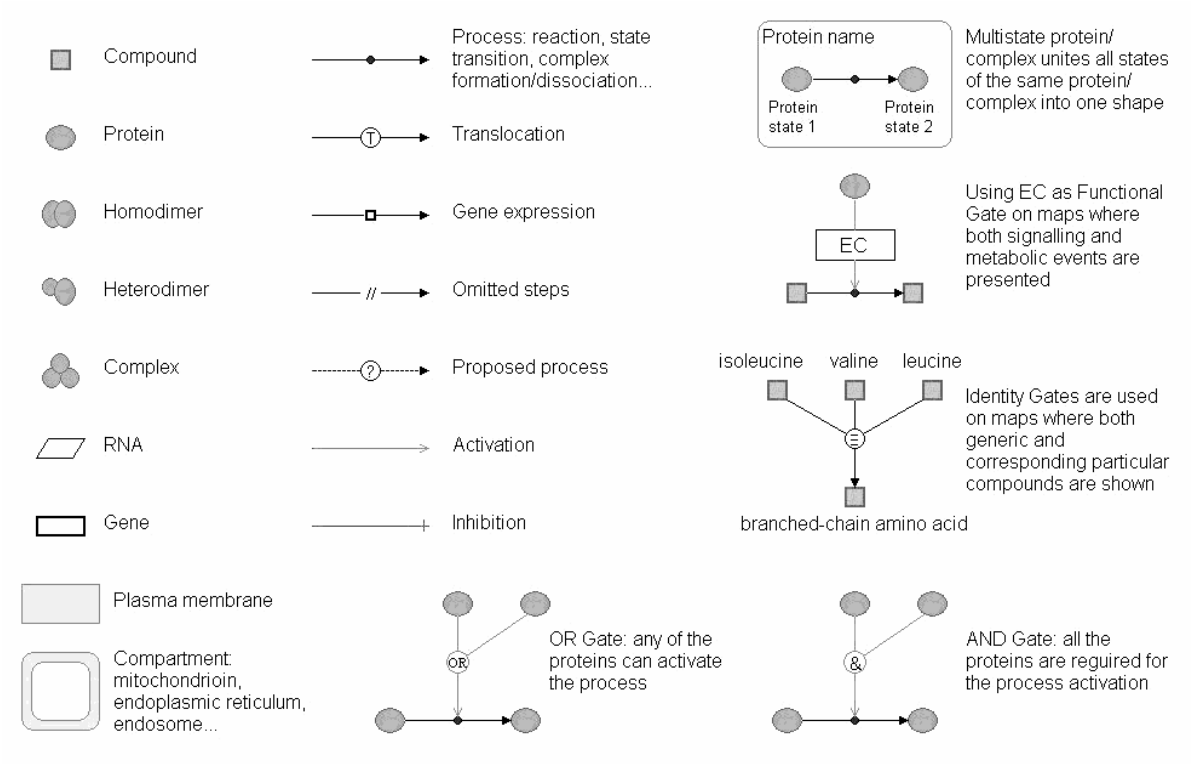 Compound
Protein
Homodimer
Heterodimer
Complex
RNA
Gene
Plasma membrane
Compartment:
mitochondrioin,
endoplasmic reticulum,
endosome...
Process: reaction, state
transition, complex
formation/dissociation...
T
Translocation
Gene expression
//
Omitted steps
?
Proposed process
Activation
Inhibition
OR
OR Gate: any of the
proteins can activate
the process
Protein name
Protein
state 1
Protein
state 2
Multistate protein/
complex unites all states
of the same protein/
complex into one shape
EC
Using EC as Functional
Gate on maps where
both signalling and
metabolic events are
presented
isoleucine valine leucine
branched-chain amino acid
Identity Gates are used
on maps where both
generic and
corresponding particular
compounds are shown
&
AND Gate: all the
proteins are reguired for
the process activation